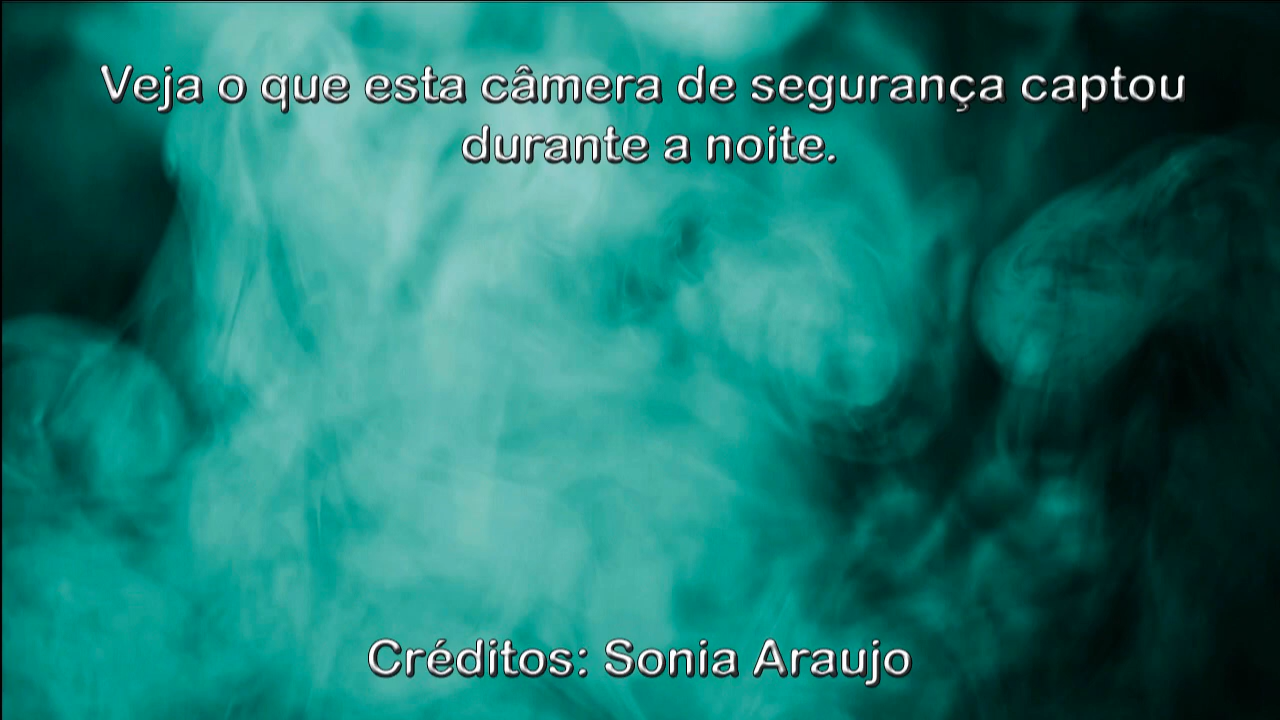 Veja o que esta câmera de segurança captou
durante a noite.
Créditos: Sonia Araujo